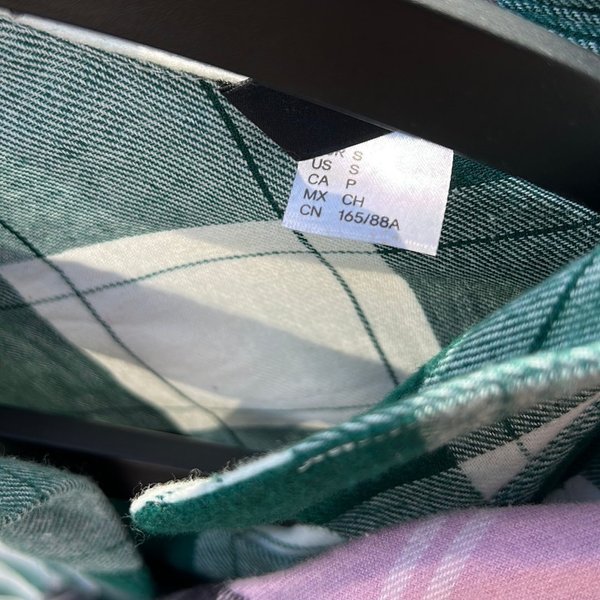 R S
US S
CA P
MX CH
CN 165/88A